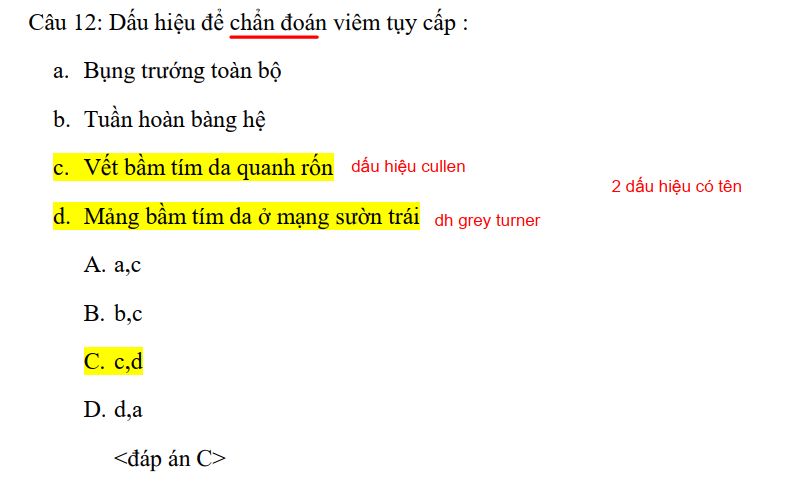 Câu 12: Dấu hiệu để chẩn đoán viêm tụy cấp :
a. Bụng trướng toàn bộ
b. Tuần hoàn bàng hệ
c. Vết bầm tím da quanh rốn dấu hiệu cullen
2 dấu hiệu có tên
d. Mảng bầm tím da ở mạng sườn trái dh grey turner
A. a,c
B. b,c
C. c,d
D. d,a
<đáp án C>